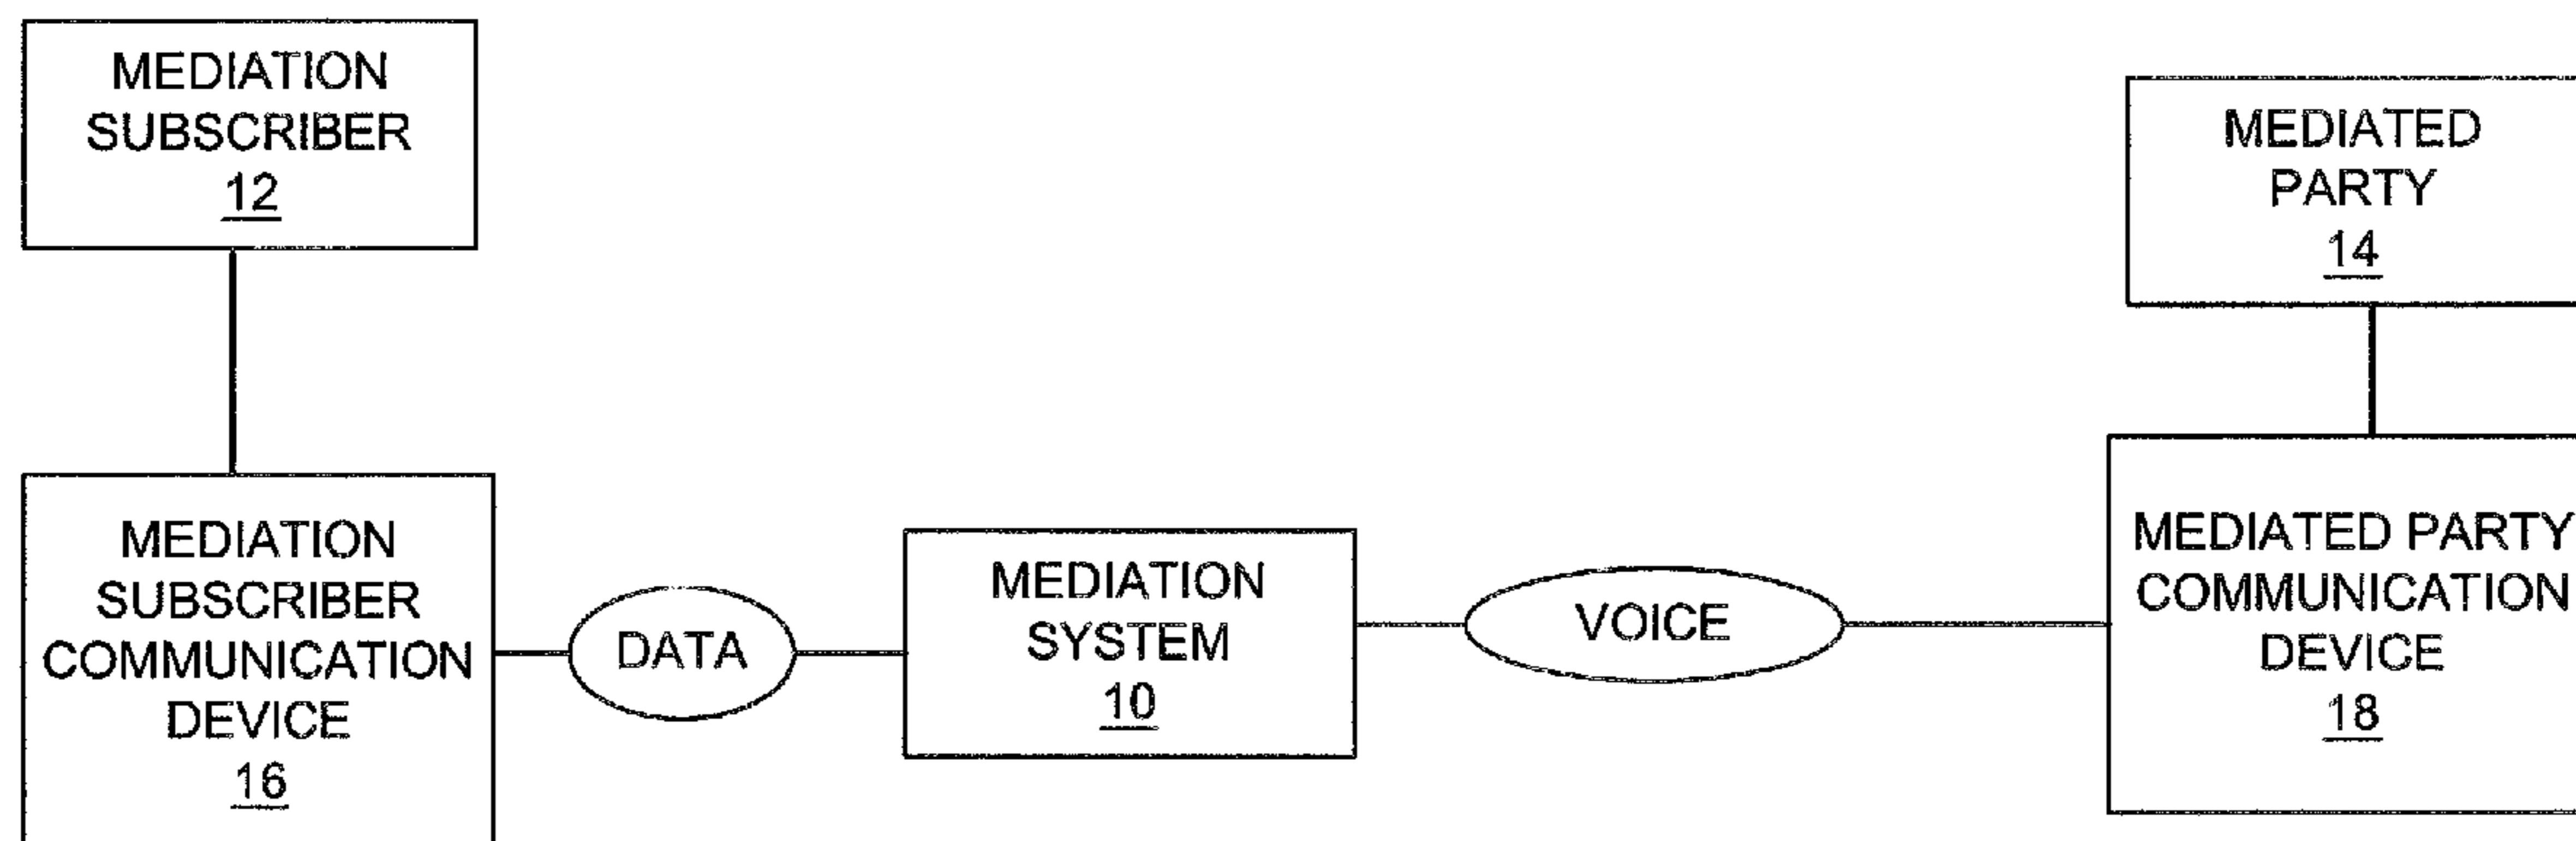 MEDIATION
SUBSCRIBER
12
MEDIATED
PARTY
14
MEDIATION
SUBSCRIBER
COMMUNICATION
DEVICE
16
DATA
MEDIATION
SYSTEM
10
VOICE
MEDIATED PARTY
COMMUNICATION
DEVICE
18